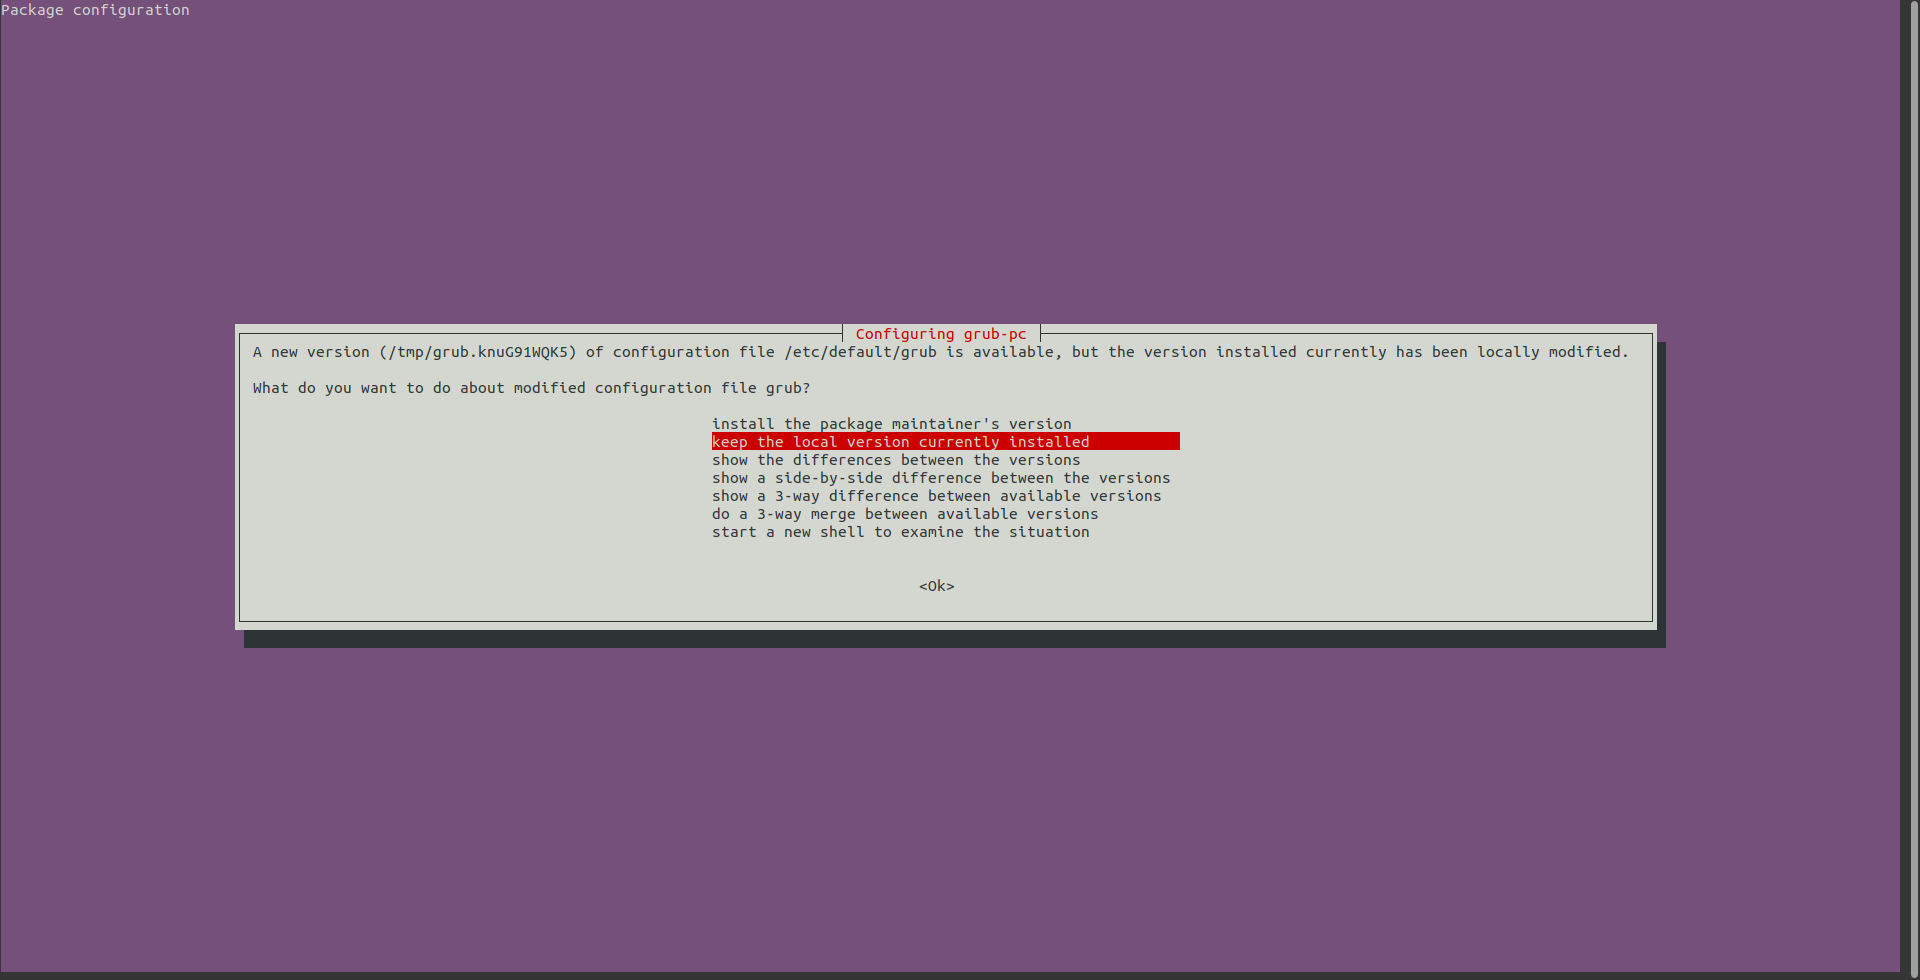 Package configuration
Configuring grub-pc
A new version (/tmp/grub.knuG91WQK5) of configuration file /etc/default/grub is available, but the version installed currently has been locally modified.
What do you want to do about modified configuration file grub?
install the package maintainer's version
keep the local version currently installed
show the differences between the versions
show a side-by-side difference between the versions
show a 3-way difference between available versions
do a 3-way merge between available versions
start a new shell to examine the situation
<Ok>